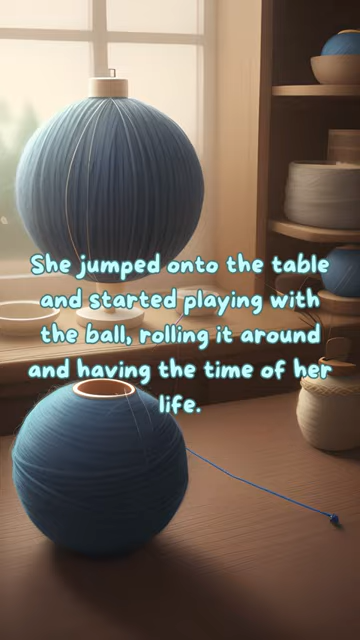 She jumped onto the table
and started playing with
the ball, rolling it around
and having the time of her
life.